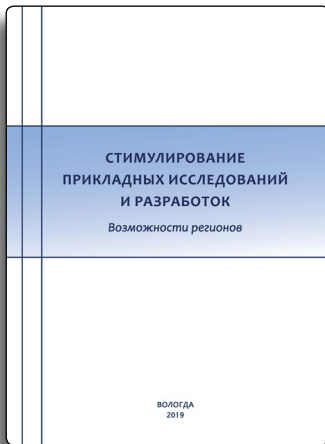 СТИМУЛИРОВАНИЕ
ПРИКЛАДНЫХ ИССЛЕДОВАНИЙ
И РАЗРАБОТОК
Возможности регионов
ВОЛОГДА
2019